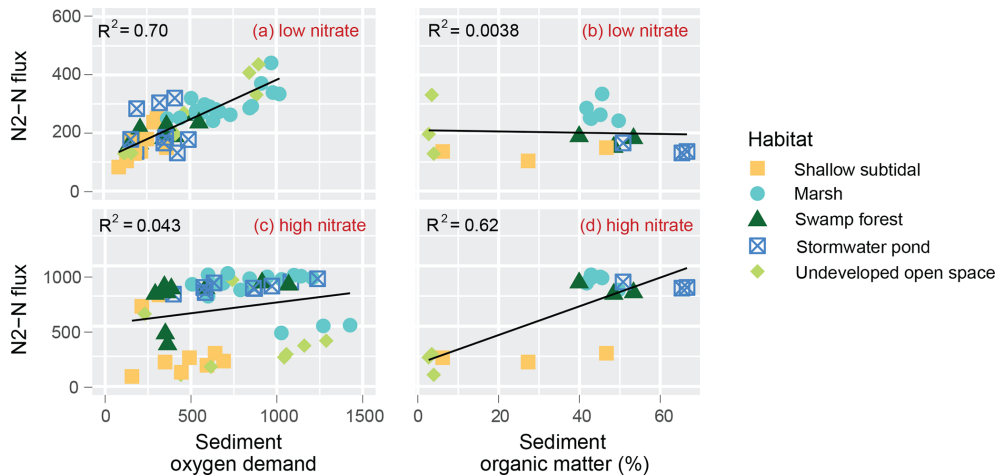 R2 = 0.70
(a) low nitrate
R2 = 0.0038
(b) low nitrate
N2−N flux
600
400
200
0
R2 = 0.043
(c) high nitrate
R2 = 0.62
(d) high nitrate
N2−N flux
1000
500
0
0 500 1000 1500
0 20 40 60
Sediment
oxygen demand
Sediment
organic matter (%)
Habitat
Shallow subtidal
Marsh
Swamp forest
Stormwater pond
Undeveloped open space